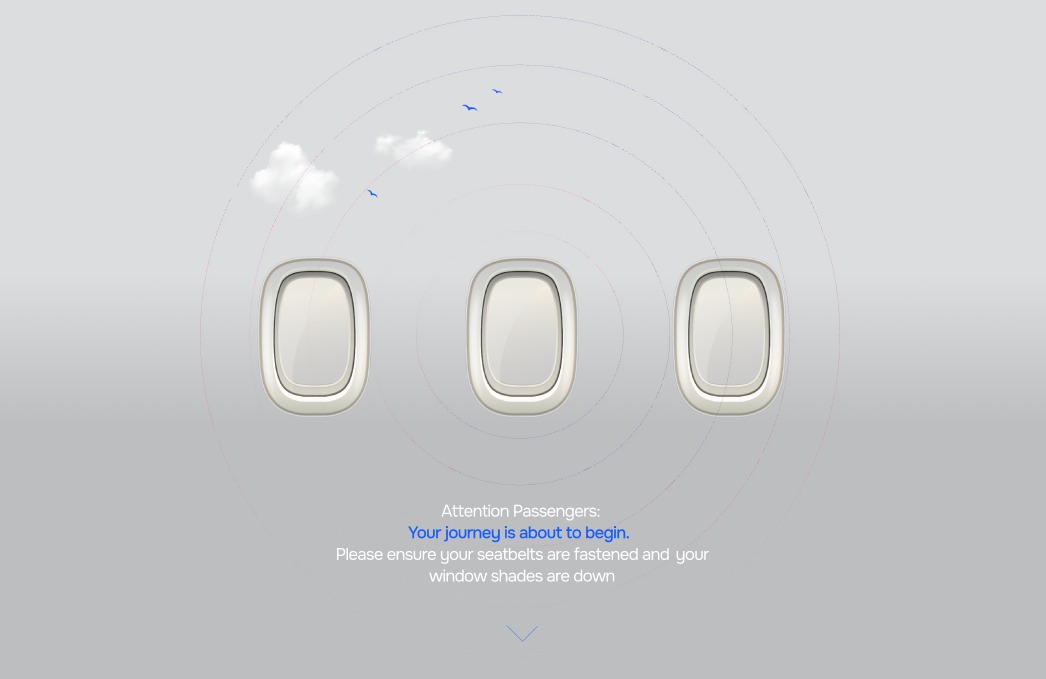 Attention Passengers:
Your journey is about to begin.
Please ensure your seatbelts are fastened and your
window shades are down